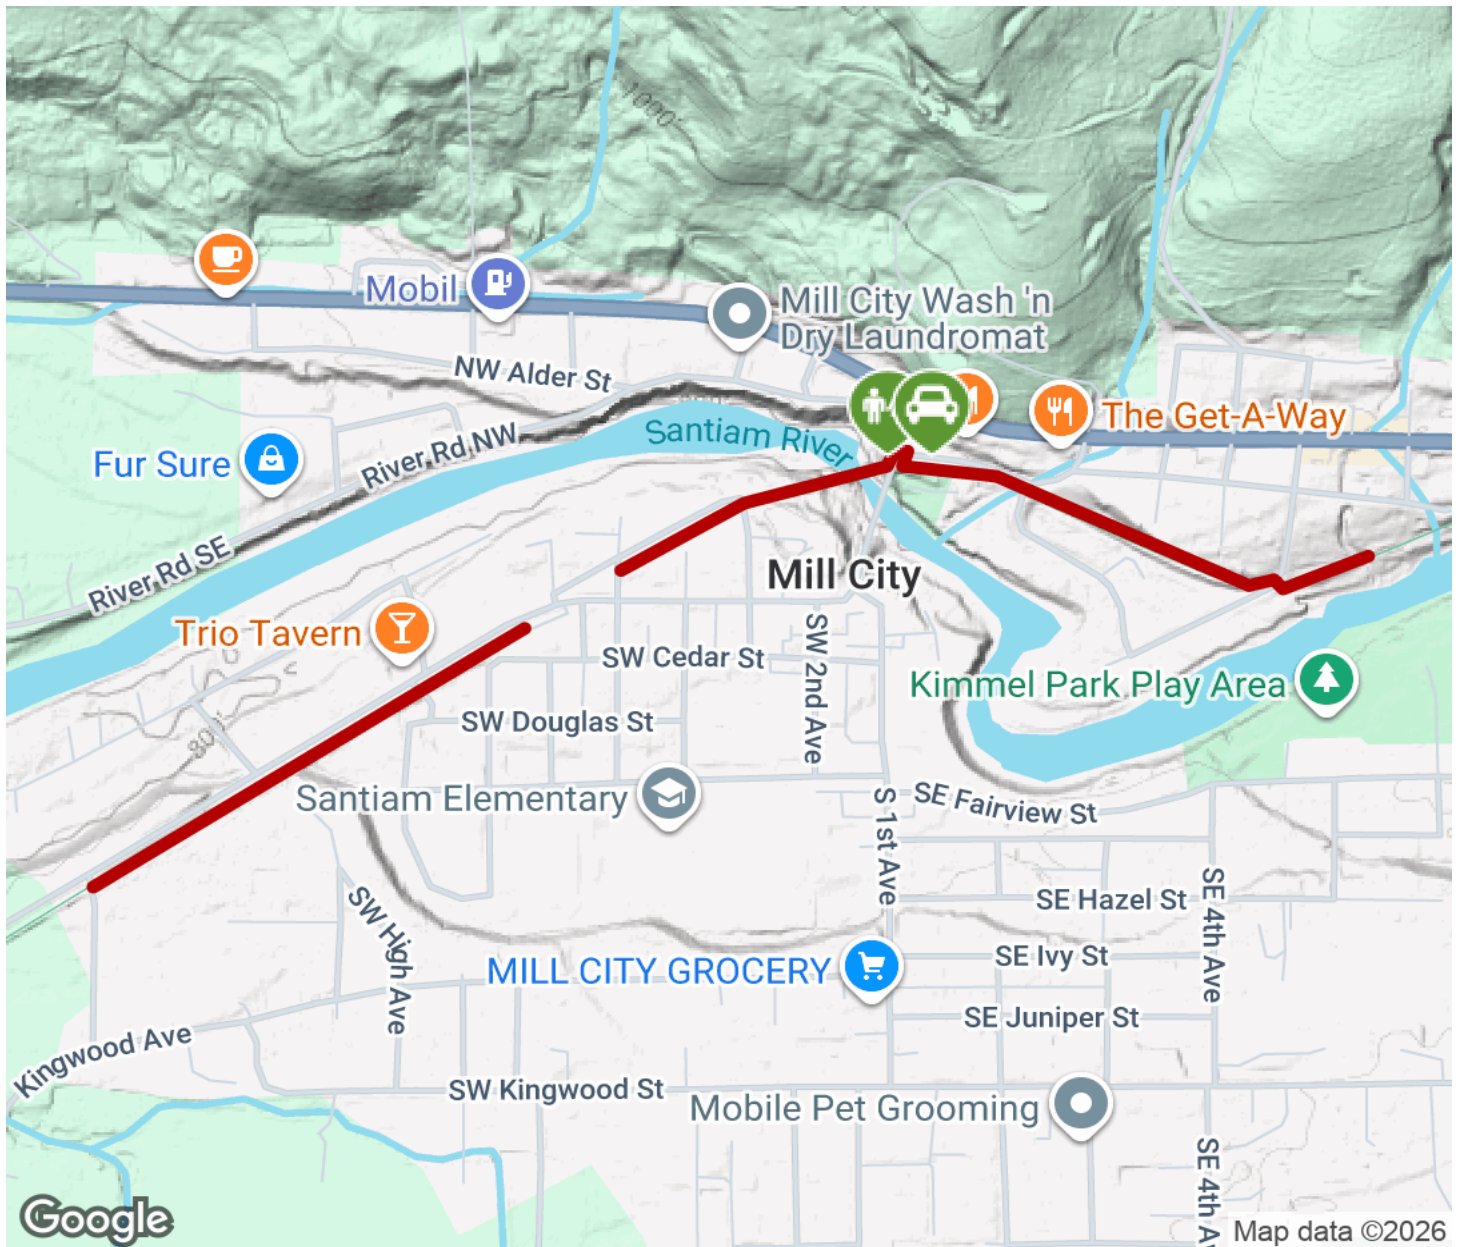 1000'
Mobil
Mill City Wash 'n
Dry Laundromat
NW Alder St
The Get-A-Way
Santiam River
River Rd NW
Fur Sure
River Rd SE
Mill City
Trio Tavern
SW Cedar St
SW 2nd Ave
Kimmel Park Play Area
SW Douglas St
800'
Santiam Elementary
S 1st Ave
SE Fairview St
SW High Ave
SE Hazel St
SE 4th Ave
MILL CITY GROCERY
SE Ivy St
SE Juniper St
Kingwood Ave
SW Kingwood St
Mobile Pet Grooming
SE 4th Av
Google
Map data ©2026